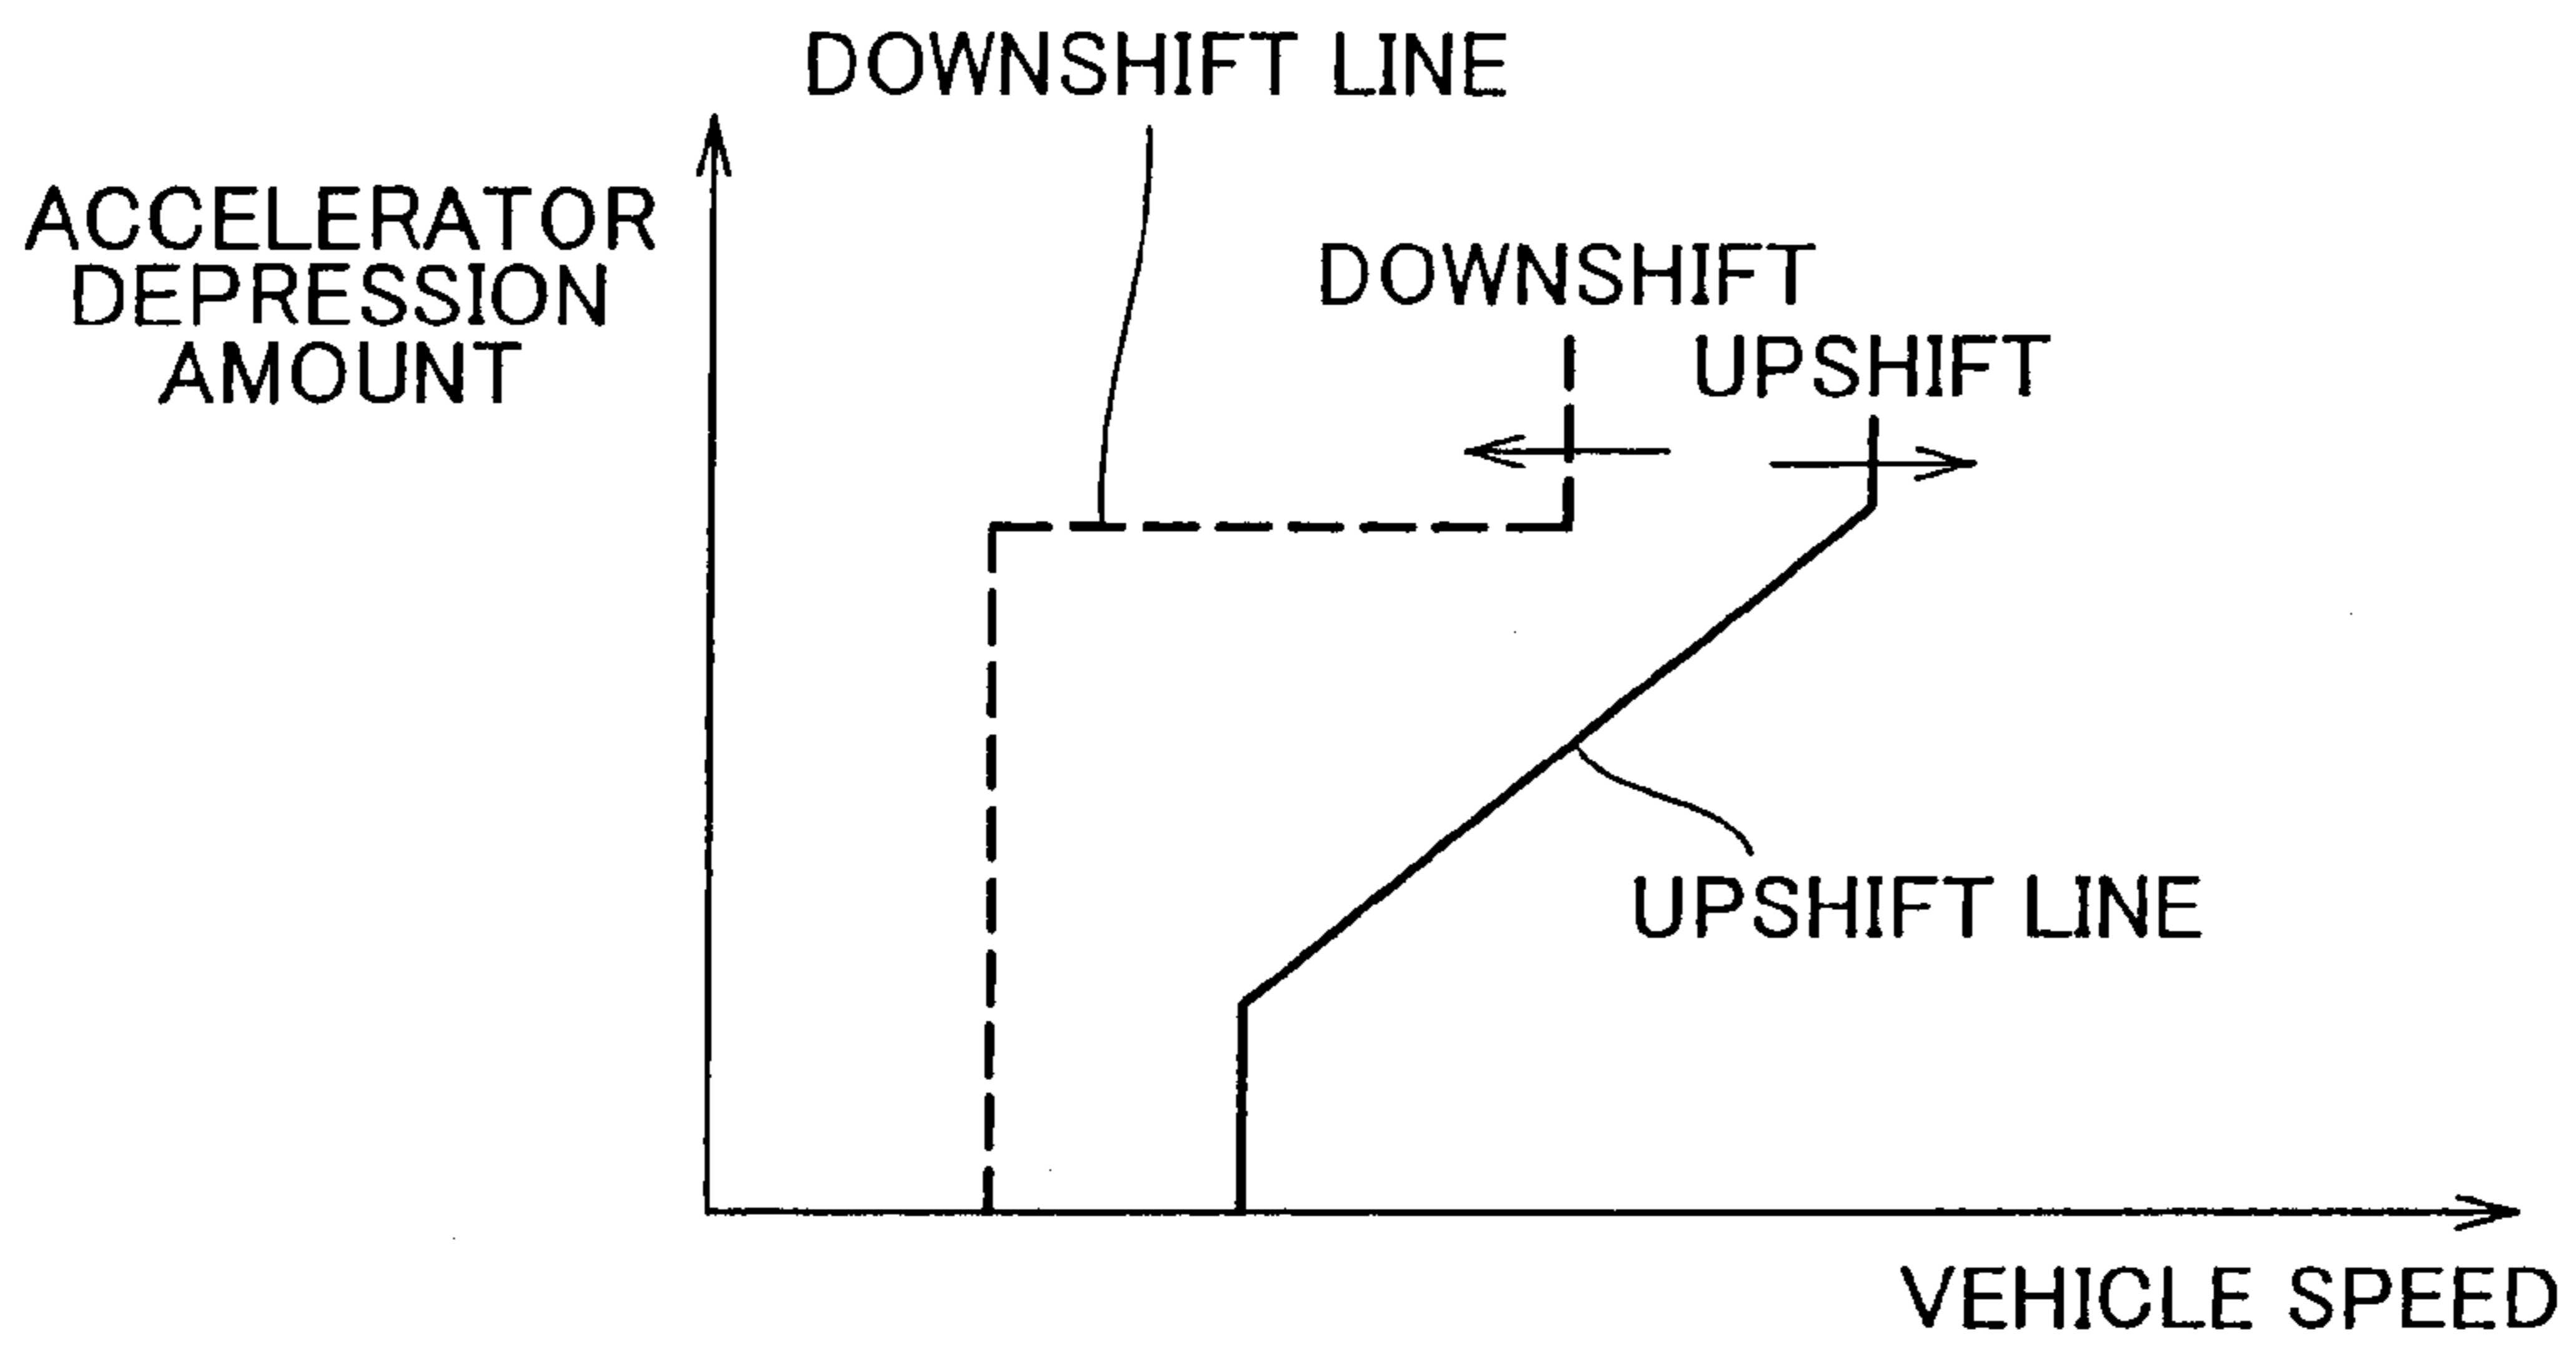 DOWNSHIFT LINE
ACCELERATOR
DEPRESSION
AMOUNT
DOWNSHIFT
UPSHIFT
UPSHIFT LINE
VEHICLE SPEED